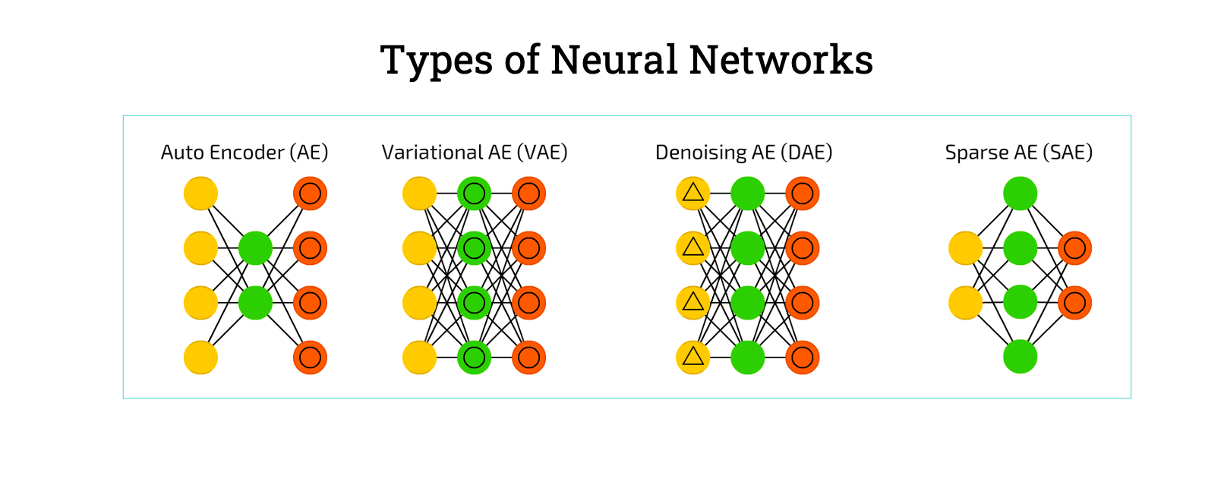 Types of Neural Networks
Auto Encoder (AE)
Variational AE (VAE)
Denoising AE (DAE)
Sparse AE (SAE)